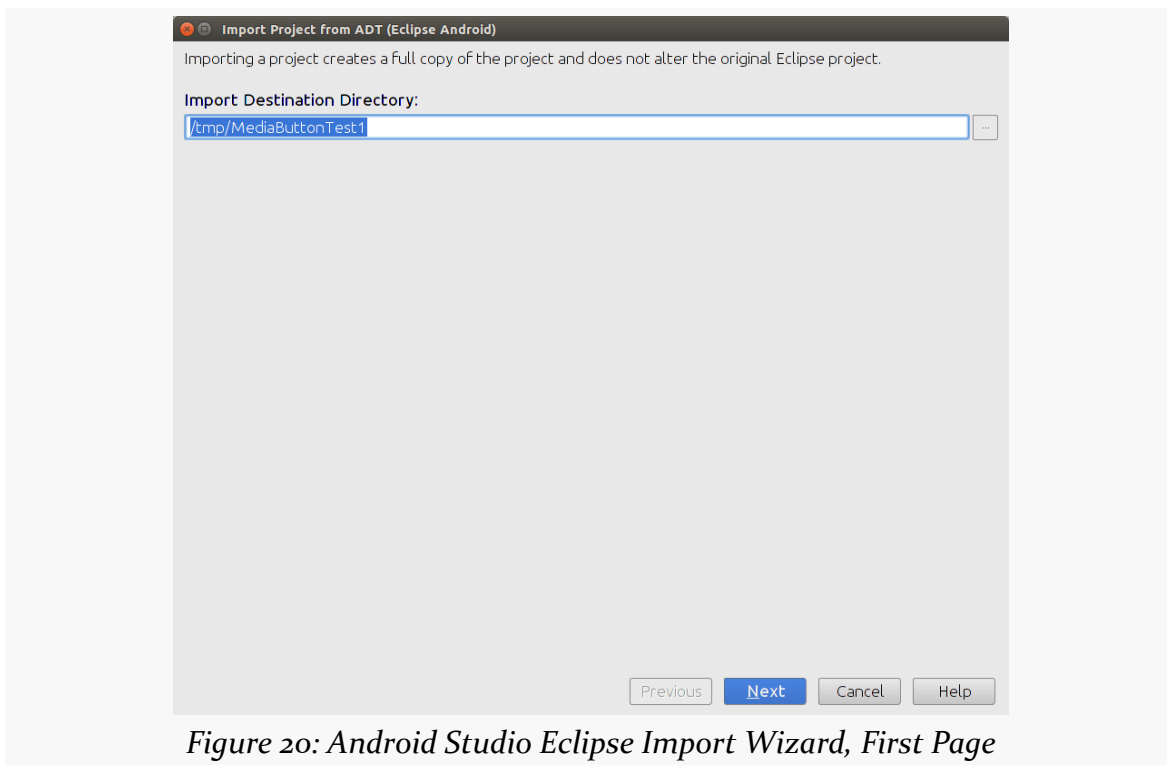 Import Project from ADT (Eclipse Android)
Importing a project creates a full copy of the project and does not alter the original Eclipse project.
Import Destination Directory:
/tmp/MediaButtonTest1
...
Previous Next Cancel Help
Figure 20: Android Studio Eclipse Import Wizard, First Page